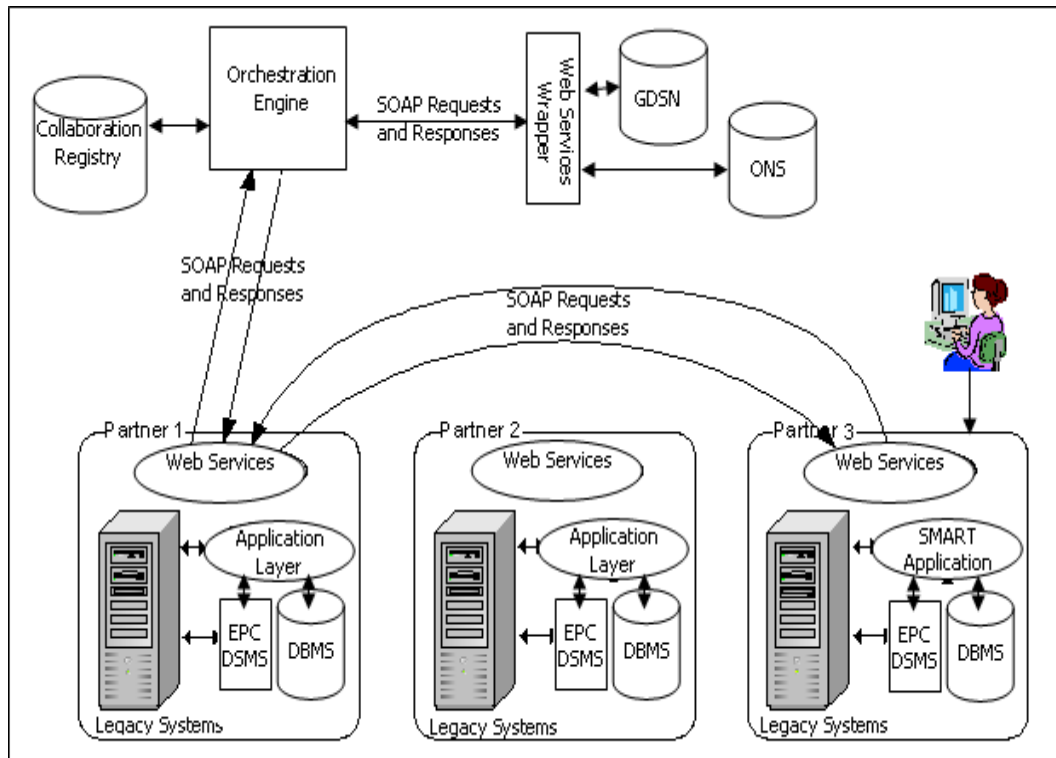 Orchestration
Engine
Collaboration
Registry
SOAP Requests
and Responses
Web Services
Wrapper
GDSN
ONS
SOAP Requests
and Responses
SOAP Requests
and Responses
Partner 1
Web Services
Application
Layer
EPC
DSMS
DBMS
Legacy Systems
Partner 2
Web Services
Application
Layer
EPC
DSMS
DBMS
Legacy Systems
Partner 3
Web Services
SMART
Application
EPC
DSMS
DBMS
Legacy Systems